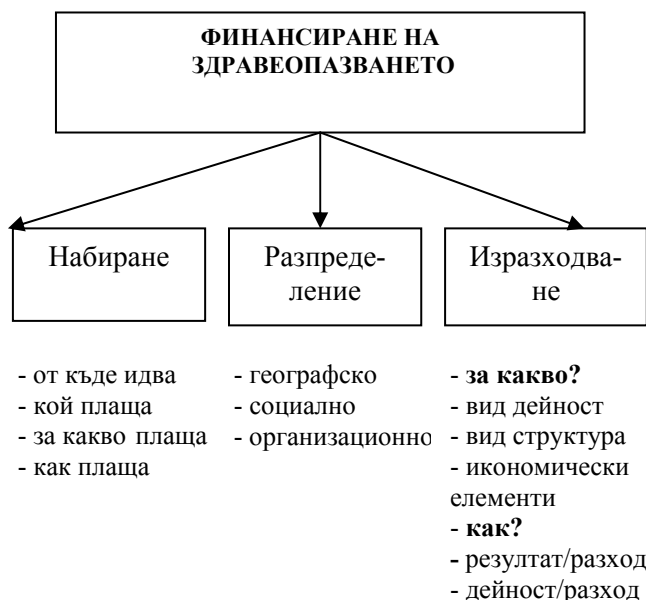 ФИНАНСИРАНЕ НА
ЗДРАВЕОПАЗВАНЕТО
Набиране
Разпреде-
ление
Изразходва-
не
- от къде идва
- кой плаща
- за какво плаща
- как плаща
- географско
- социално
- организационно
- за какво?
- вид дейност
- вид структура
- икономически
елементи
- как?
- резултат/разход
- дейност/разход